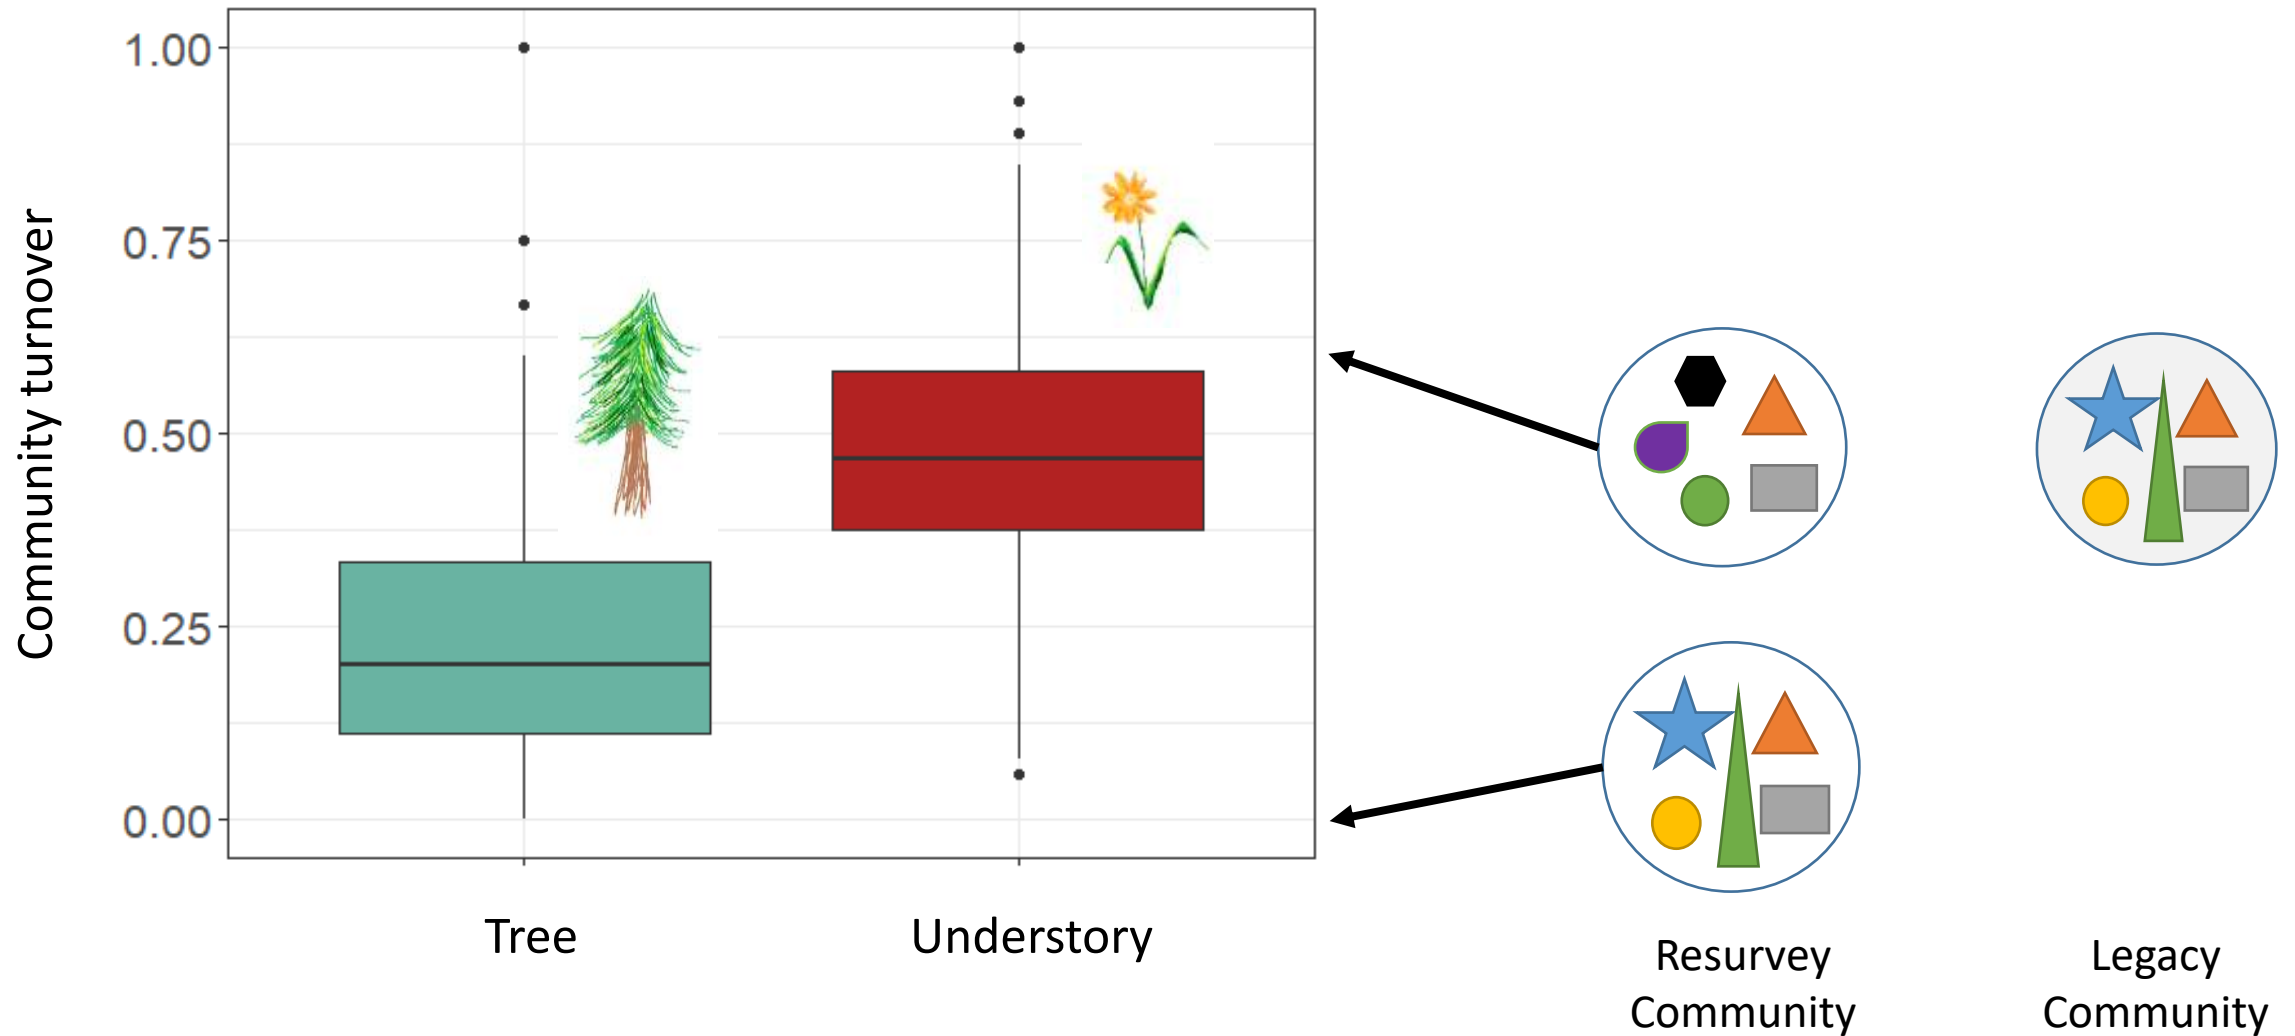 Community turnover
1.00
0.75
0.50
0.25
0.00
Tree
Understory
Resurvey
Community
Legacy
Community